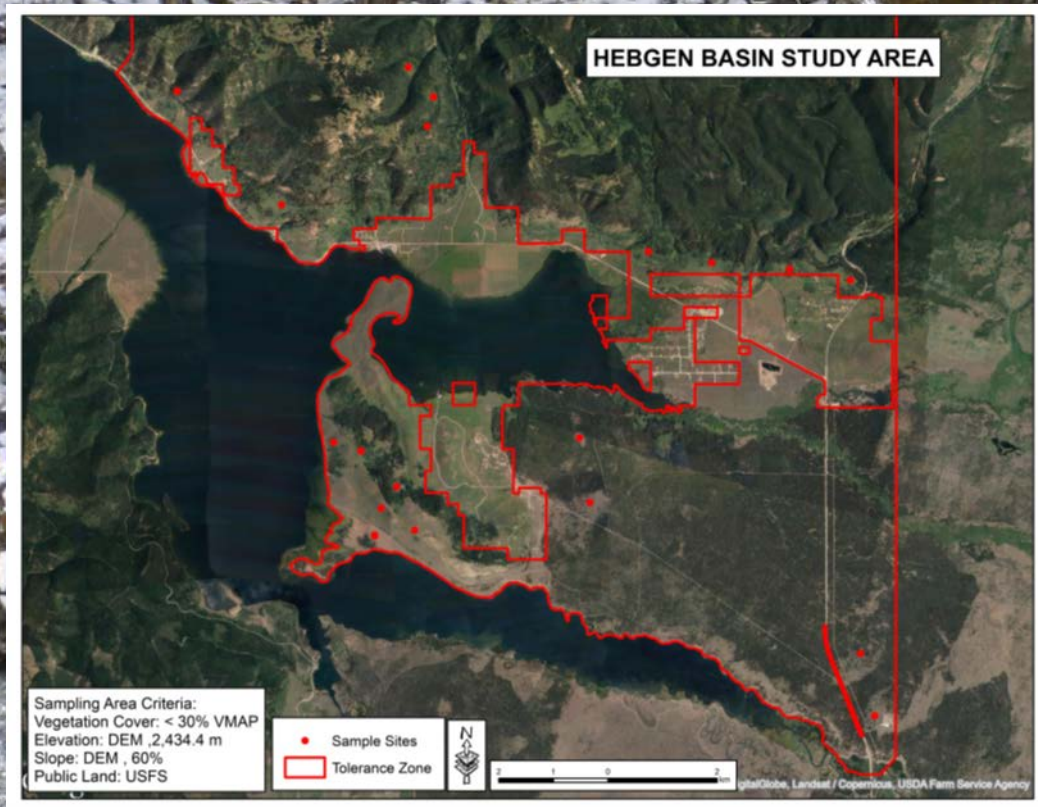 HEBGEN BASIN STUDY AREA
Sampling Area Criteria:
Vegetation Cover: < 30% VMAP
Elevation: DEM ,2,434.4 m
Slope: DEM , 60%
Public Land: USFS
Sample Sites
Tolerance Zone
N
2 1 0 2
km
DigitalGlobe, Landsat / Copernicus, USDA Farm Service Agency